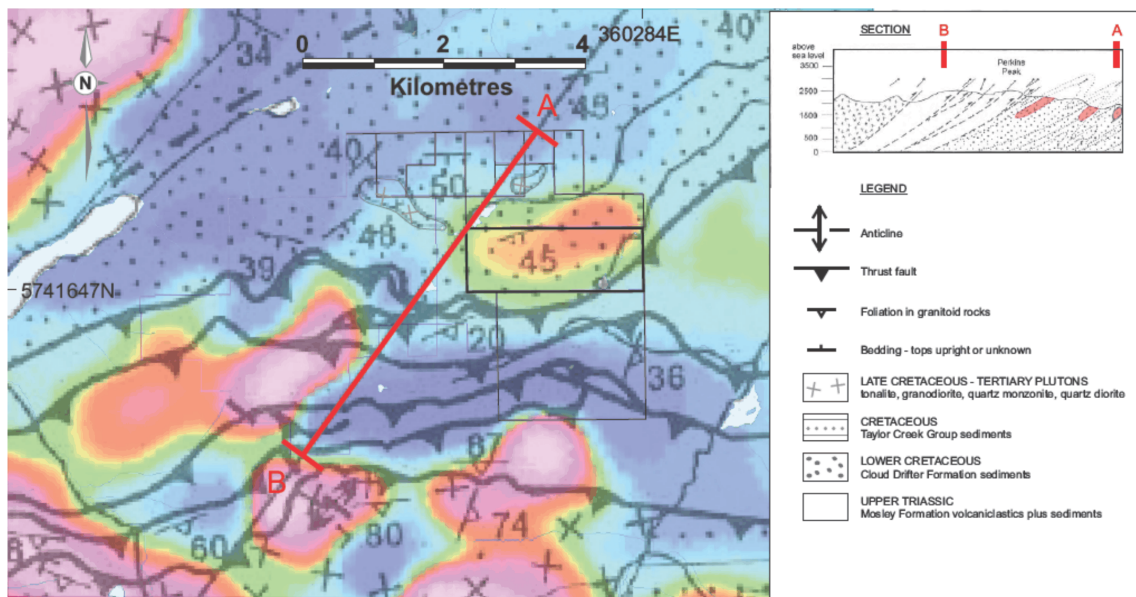 360284E
40
34
0 2 4
Kilometres
N
A
45
40
50
48
45
39
5741647N
20
36
67
B
60
80
74
SECTION
B A
above
sea level
Perkins
Peak
3500
2500
1500
500
0
LEGEND
Anticline
Thrust fault
Foliation in granitoid rocks
Bedding - tops upright or unknown
LATE CRETACEOUS - TERTIARY PLUTONS
tonalite, granodiorite, quartz monzonite, quartz diorite
CRETACEOUS
Taylor Creek Group sediments
LOWER CRETACEOUS
Cloud Drifter Formation sediments
UPPER TRIASSIC
Mosley Formation volcaniclastics plus sediments